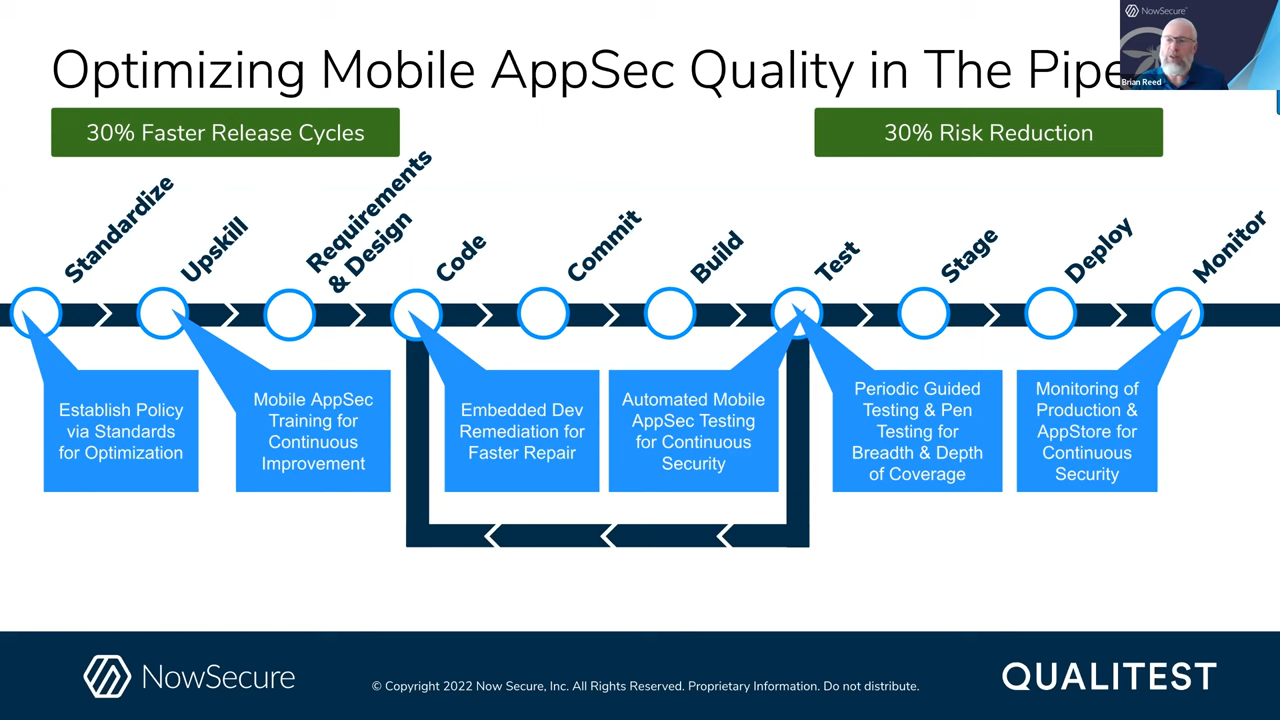 NowSecure
Brian Reed
Optimizing Mobile AppSec Quality in The Pipe
30% Faster Release Cycles
30% Risk Reduction
Standardize
Upskill
Requirements
& Design
Code
Commit
Build
Test
Stage
Deploy
Monitor
Establish Policy
via Standards
for Optimization
Mobile AppSec
Training for
Continuous
Improvement
Embedded Dev
Remediation for
Faster Repair
Automated Mobile
AppSec Testing
for Continuous
Security
Periodic Guided
Testing & Pen
Testing for
Breadth & Depth
of Coverage
Monitoring of
Production &
AppStore for
Continuous
Security
NowSecure
© Copyright 2022 Now Secure, Inc. All Rights Reserved. Proprietary Information. Do not distribute.
QUALITEST